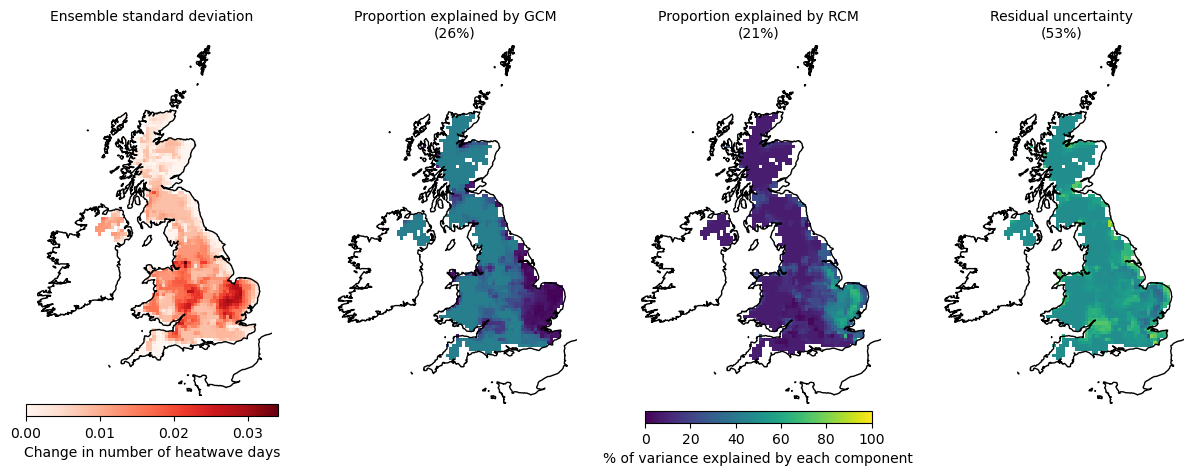 Ensemble standard deviation
Proportion explained by GCM
(26%)
Proportion explained by RCM
(21%)
Residual uncertainty
(53%)
0.00 0.01 0.02 0.03
Change in number of heatwave days
0 20 40 60 80 100
% of variance explained by each component